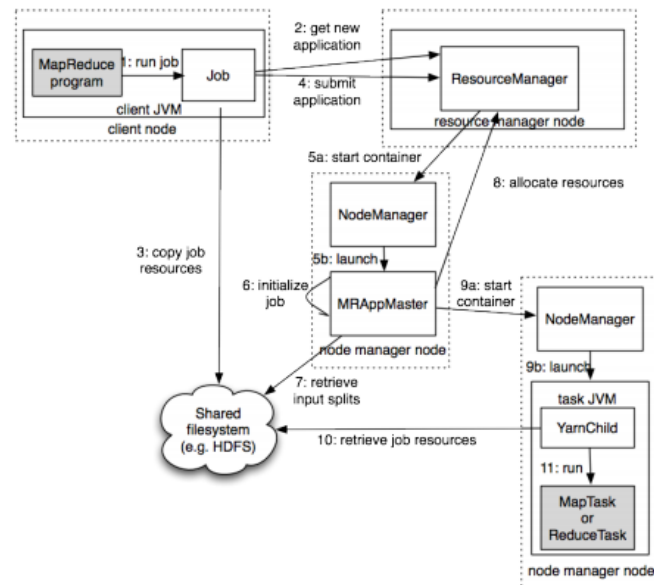 2: get new
application
MapReduce
program
1: run job
Job
ResourceManager
4: submit
application
client JVM
client node
resource manager node
5a: start container
8: allocate resources
NodeManager
3: copy job
resources
5b: launch
6: initialize
job
MRAppMaster
9a: start
container
NodeManager
node manager node
7: retrieve
input splits
9b: launch
Shared
filesystem
(e.g. HDFS)
task JVM
YarnChild
10: retrieve job resources
11: run
MapTask
or
ReduceTask
node manager node